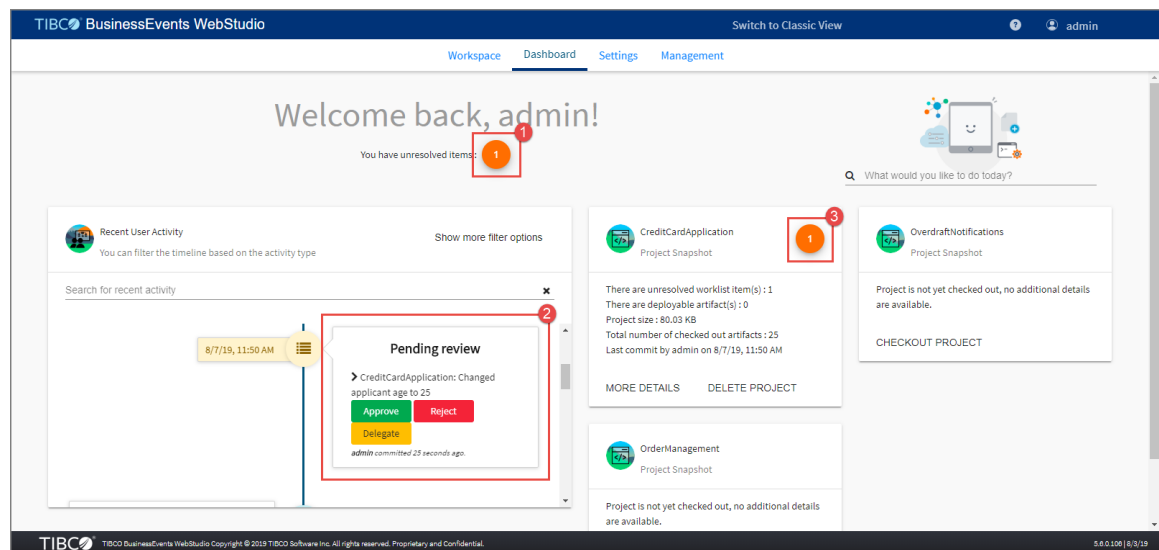 TIBCO BusinessEvents WebStudio
Switch to Classic View
? admin
Workspace Dashboard Settings Management
Welcome back, admin!
1
You have unresolved items : 1
What would you like to do today?
Recent User Activity
You can filter the timeline based on the activity type
Show more filter options
Search for recent activity
2
8/7/19, 11:50 AM
Pending review
CreditCardApplication: Changed
applicant age to 25
Approve Reject
Delegate
admin committed 25 seconds ago.
3
CreditCardApplication
Project Snapshot
1
There are unresolved worklist item(s) : 1
There are deployable artifact(s) : 0
Project size : 80.03 KB
Total number of checked out artifacts : 25
Last commit by admin on 8/7/19, 11:50 AM
MORE DETAILS DELETE PROJECT
OverdraftNotifications
Project Snapshot
Project is not yet checked out, no additional details
are available.
CHECKOUT PROJECT
OrderManagement
Project Snapshot
Project is not yet checked out, no additional details
are available.
TIBCO TIBCO BusinessEvents WebStudio Copyright © 2019 TIBCO Software Inc. All rights reserved. Proprietary and Confidential.
5.6.0.106 | 8/3/19